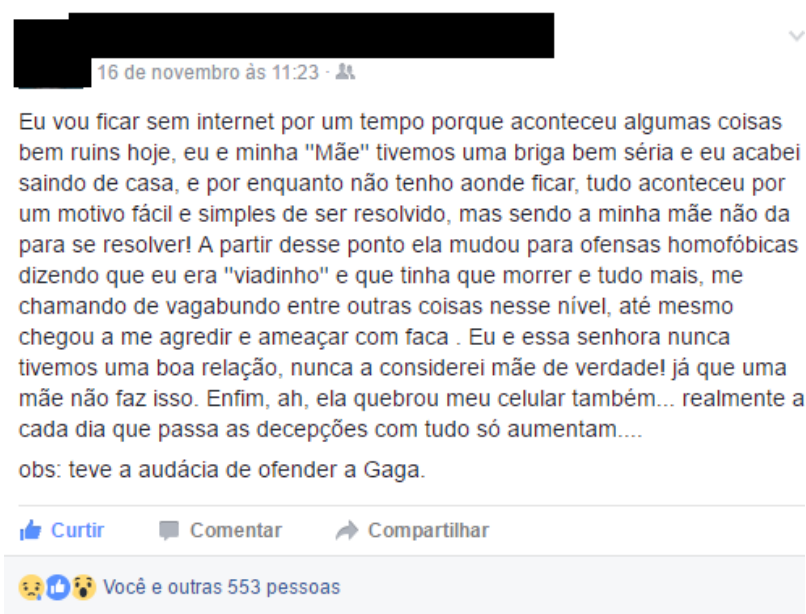 16 de novembro às 11:23 ·
Eu vou ficar sem internet por um tempo porque aconteceu algumas coisas
bem ruins hoje, eu e minha "Mãe" tivemos uma briga bem séria e eu acabei
saindo de casa, e por enquanto não tenho aonde ficar, tudo aconteceu por
um motivo fácil e simples de ser resolvido, mas sendo a minha mãe não da
para se resolver! A partir desse ponto ela mudou para ofensas homofóbicas
dizendo que eu era "viadinho" e que tinha que morrer e tudo mais, me
chamando de vagabundo entre outras coisas nesse nível, até mesmo
chegou a me agredir e ameaçar com faca . Eu e essa senhora nunca
tivemos uma boa relação, nunca a considerei mãe de verdade! já que uma
mãe não faz isso. Enfim, ah, ela quebrou meu celular também... realmente a
cada dia que passa as decepções com tudo só aumentam....
obs: teve a audácia de ofender a Gaga.
Curtir Comentar Compartilhar
Você e outras 553 pessoas